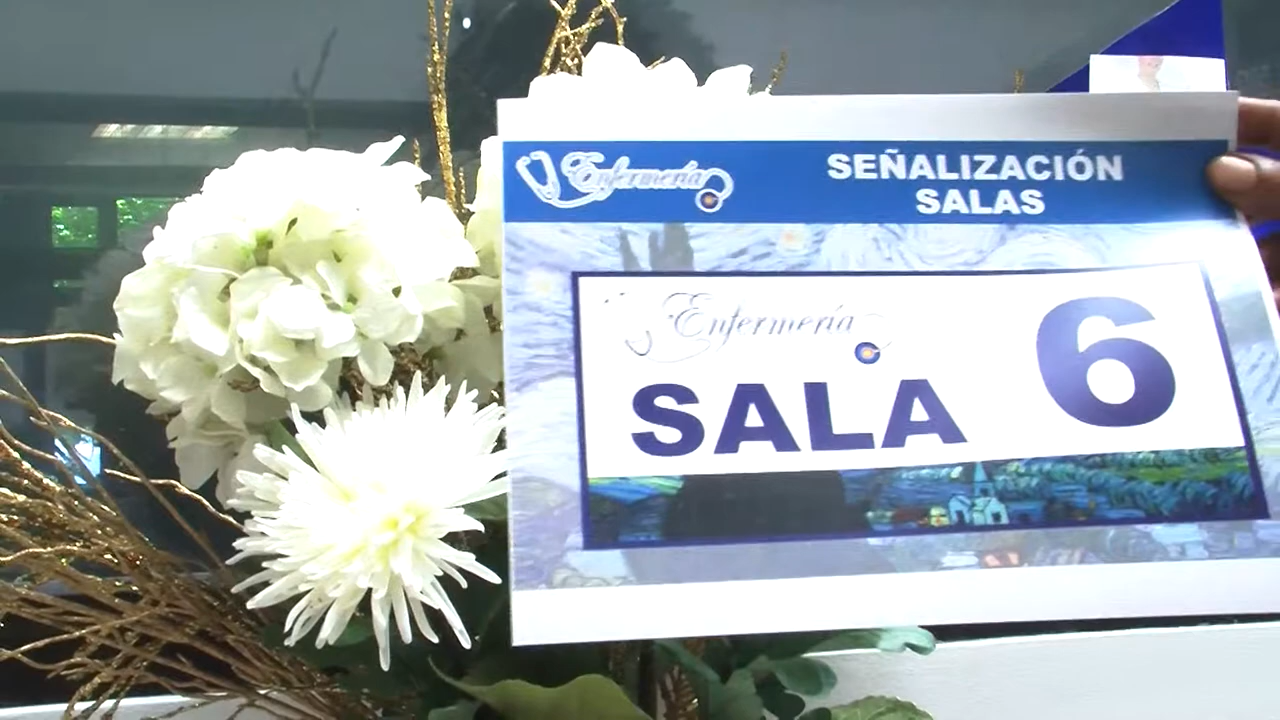 Enfermería
SEÑALIZACIÓN
SALAS
Enfermería
SALA 6